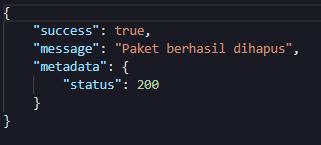 {
    "success": true,
    "message": "Paket berhasil dihapus",
    "metadata": {
        "status": 200
    }
}